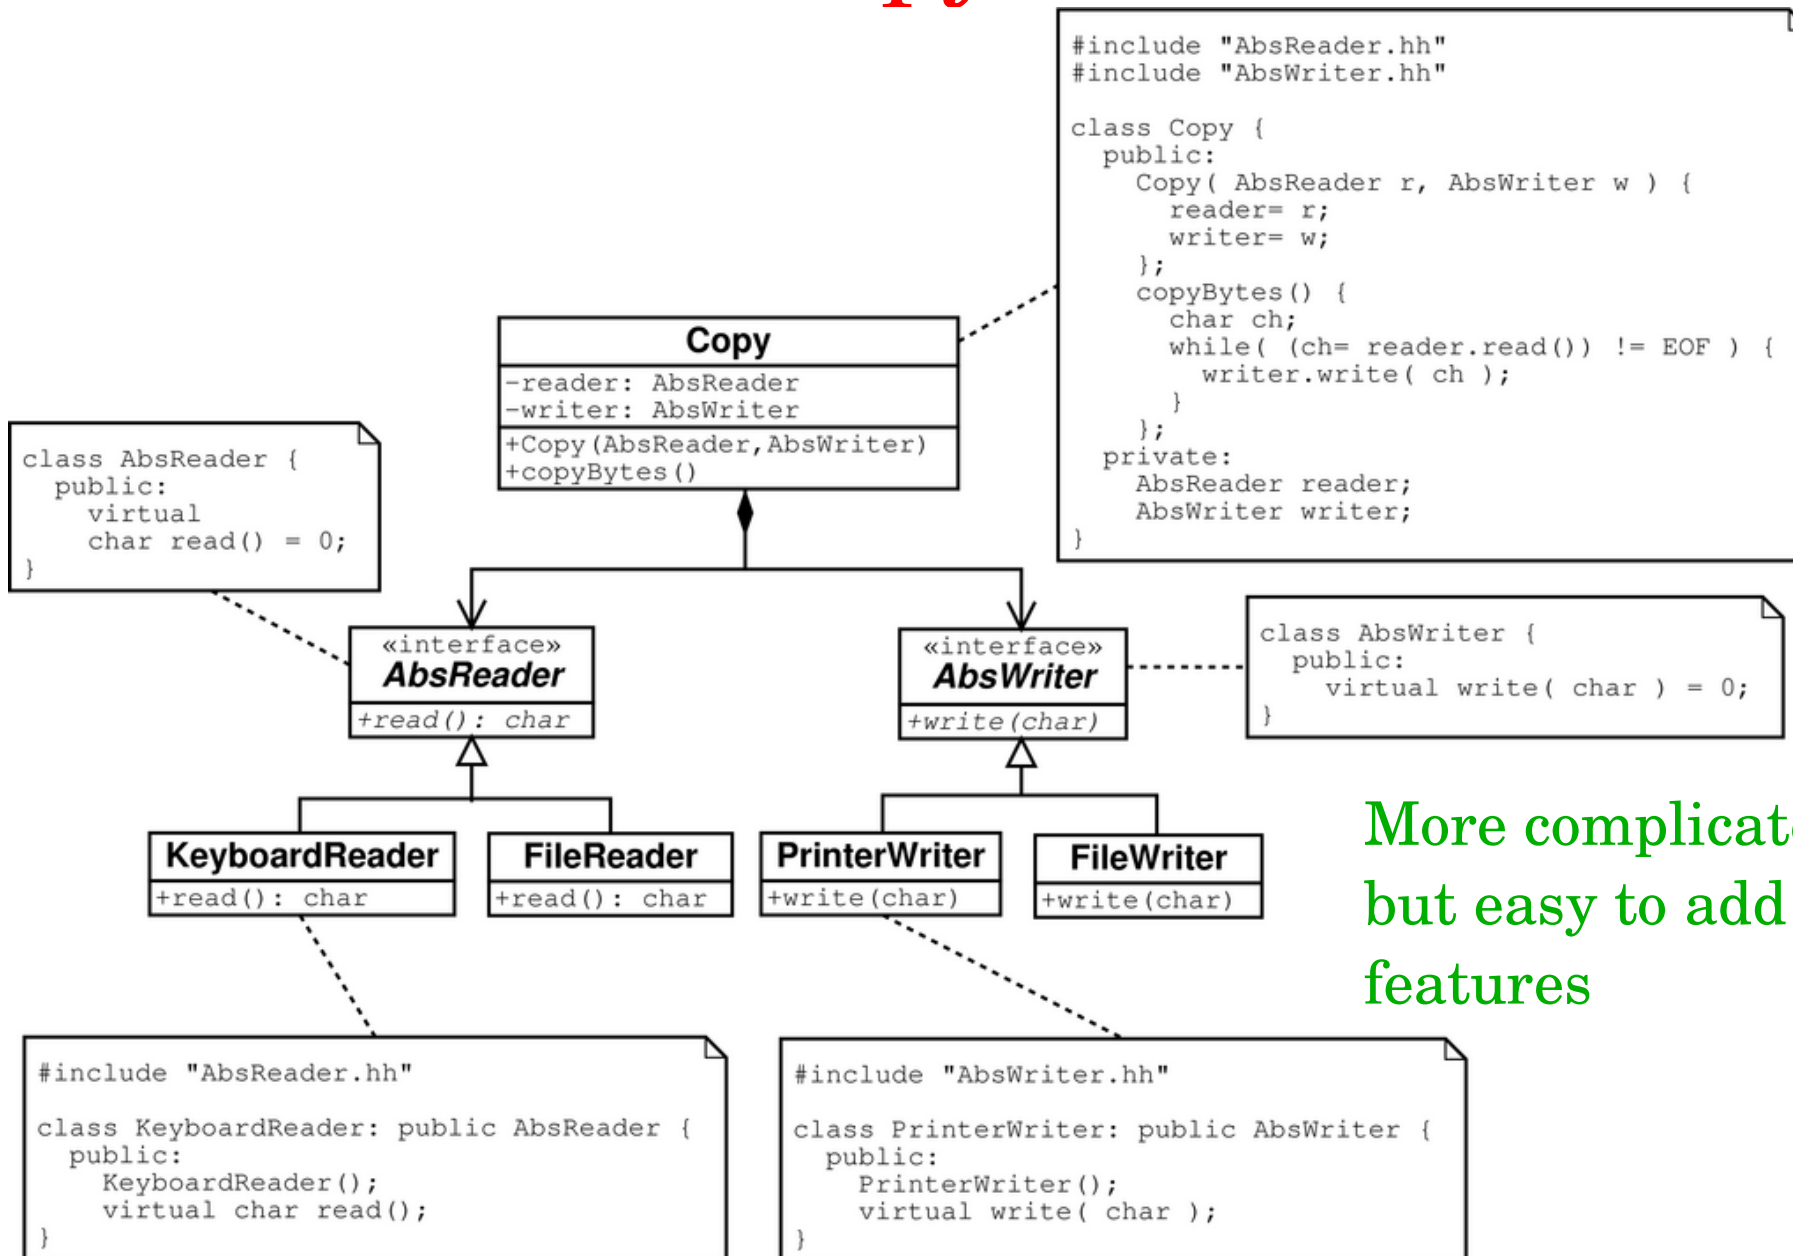 #include "AbsReader.hh"
#include "AbsWriter.hh"
class Copy {
public:
Copy( AbsReader r, AbsWriter w ) {
reader= r;
writer= w;
};
copyBytes() {
char ch;
while( (ch= reader.read()) != EOF ) {
writer.write( ch );
}
};
private:
AbsReader reader;
AbsWriter writer;
}
Copy
-reader: AbsReader
-writer: AbsWriter
+Copy(AbsReader,AbsWriter)
+copyBytes()
class AbsReader {
public:
virtual
char read() = 0;
}
«interface»
AbsReader
+read(): char
«interface»
AbsWriter
+write(char)
class AbsWriter {
public:
virtual write( char ) = 0;
}
KeyboardReader
+read(): char
FileReader
+read(): char
PrinterWriter
+write(char)
FileWriter
+write(char)
More
but easy to add
features
#include "AbsReader.hh"
class KeyboardReader: public AbsReader {
public:
KeyboardReader();
virtual char read();
}
#include "AbsWriter.hh"
class PrinterWriter: public AbsWriter {
public:
PrinterWriter();
virtual write( char );
}